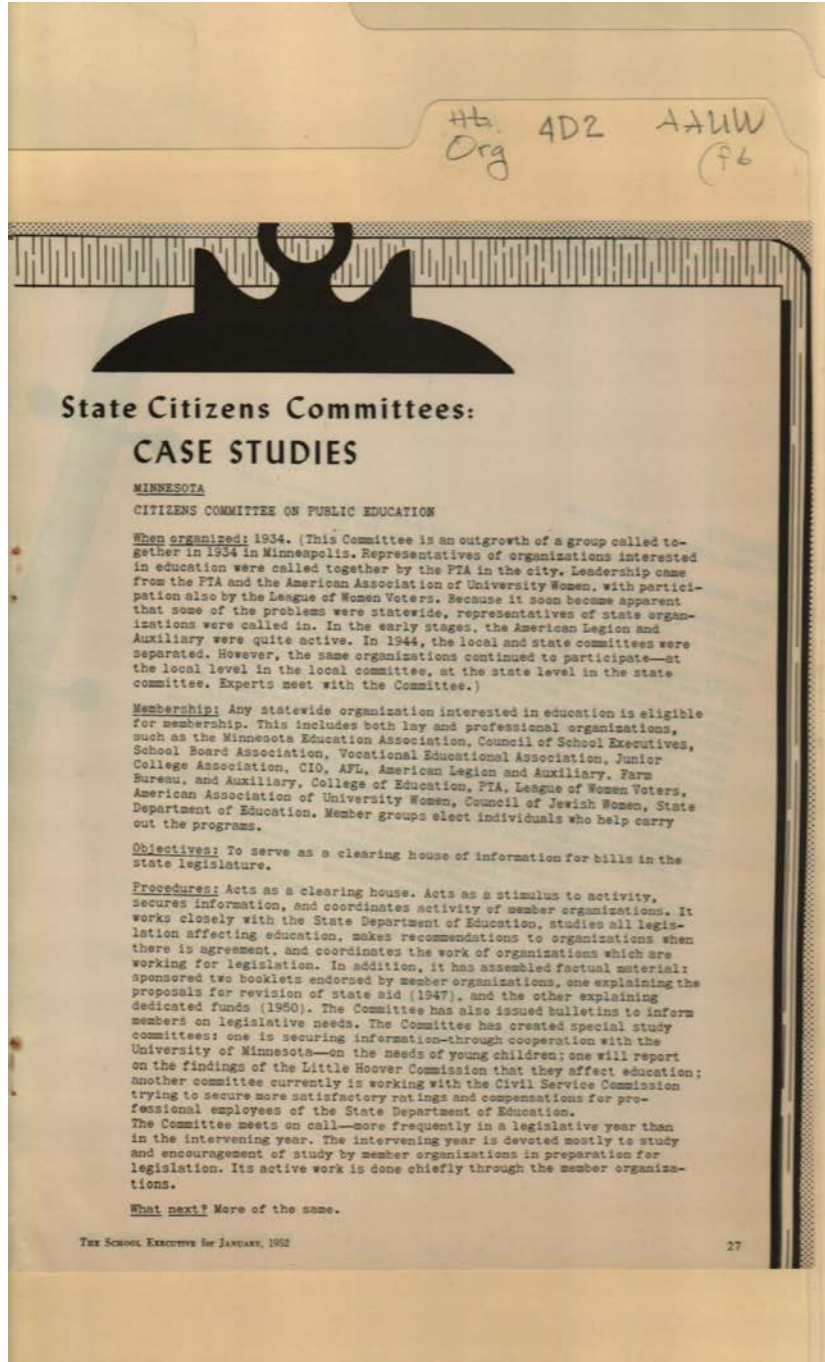 Org 4D2 AAUW
State Citizens Committees:
CASE STUDIES
MINNESOTA
CITIZENS COMMITTEE ON PUBLIC EDUCATION
When organized: 1934. (This Committee is an outgrowth of a group called to-
gether in 1934 in Minneapolis. Representatives of organizations interested
in education were called together by the PTA in the city. Leadership came
from the PTA and the American Association of University Women, with partici-
pation also by the League of Women Voters. Because it soon became apparent
that some of the problems were statewide, representatives of state organ-
izations were called in. In the early stages, the American Legion and
Auxiliary were quite active. In 1944, the local and state committees were
separated. However, the same organizations continued to participate—at
the local level in the local committee, at the state level in the state
committee. Experts meet with the Committee.)
Membership: Any statewide organization interested in education is eligible
for membership. This includes both lay and professional organizations,
such as the Minnesota Education Association, Council of School Executives,
School Board Association, Vocational Educational Association, Junior
College Association, CIO, AFL, American Legion and Auxiliary, Farm
Bureau, and Auxiliary, College of Education, PTA, League of Women Voters,
American Association of University Women, Council of Jewish Women, State
Department of Education. Member groups elect individuals who help carry
out the programs.
Objectives: To serve as a clearing house of information for bills in the
state legislature.
Procedures: Acts as a clearing house. Acts as a stimulus to activity,
secures information, and coordinates activity of member organizations. It
works closely with the State Department of Education, studies all legis-
lation affecting education, makes recommendations to organizations when
there is agreement, and coordinates the work of organizations which are
working for legislation. In addition, it has assembled factual material:
sponsored two booklets endorsed by member organizations, one explaining the
proposals for revision of state aid (1947), and the other explaining
dedicated funds (1950). The Committee has also issued bulletins to inform
members on legislative needs. The Committee has created special study
committees: one is securing information—through cooperation with the
University of Minnesota—on the needs of young children; one will report
on the findings of the Little Hoover Commission that they affect education;
another committee currently is working with the Civil Service Commission
trying to secure more satisfactory ratings and compensations for pro-
fessional employees of the State Department of Education.
The Committee meets on call—more frequently in a legislative year than
in the intervening year. The intervening year is devoted mostly to study
and encouragement of study by member organizations in preparation for
legislation. Its active work is done chiefly through the member organiza-
tions.
What next? More of the same.
THE SCHOOL EXECUTIVE for JANUARY, 1952 27